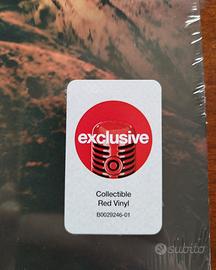 exclusive
Collectible
Red Vinyl
B0029246-01
subito